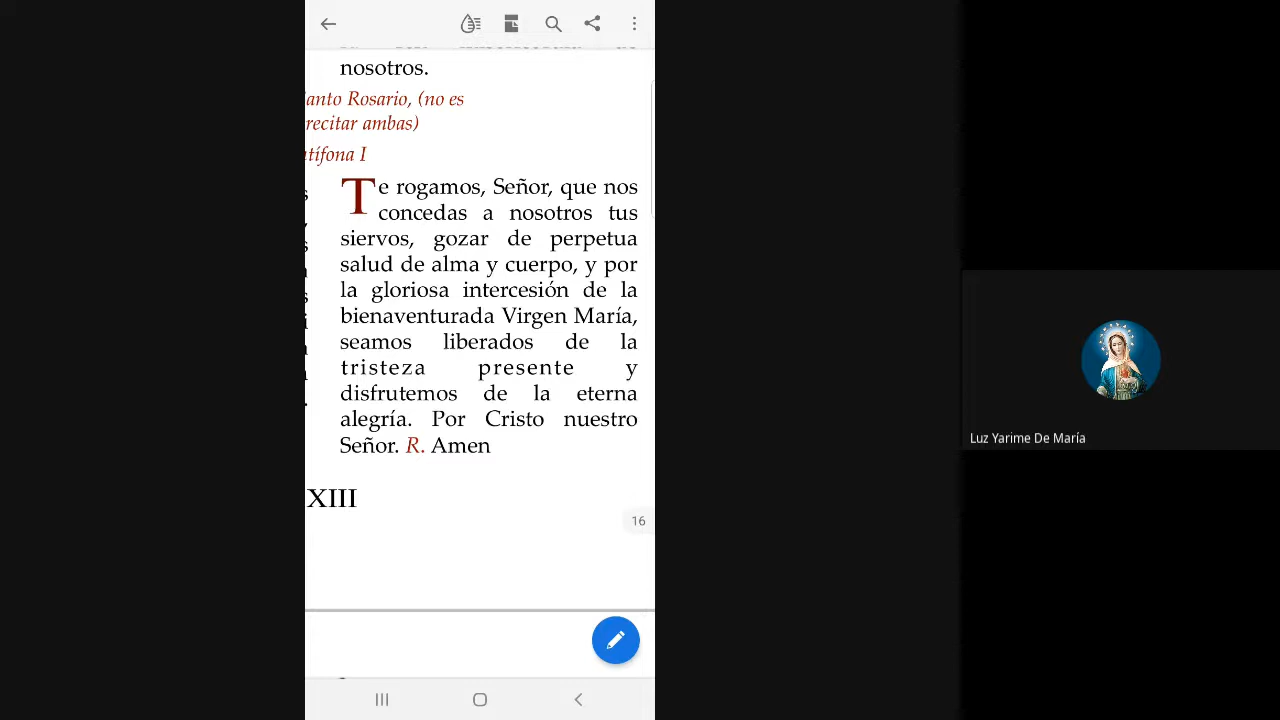 nosotros.
anto Rosario, (no es
recitar ambas)
tífona I
Te rogamos, Señor, que nos
concedas a nosotros tus
siervos, gozar de perpetua
salud de alma y cuerpo, y por
la gloriosa intercesión de la
bienaventurada Virgen María,
seamos liberados de la
tristeza presente y
disfrutemos de la eterna
alegría. Por Cristo nuestro
Señor. R. Amen
XIII
16
Luz Yarime De María